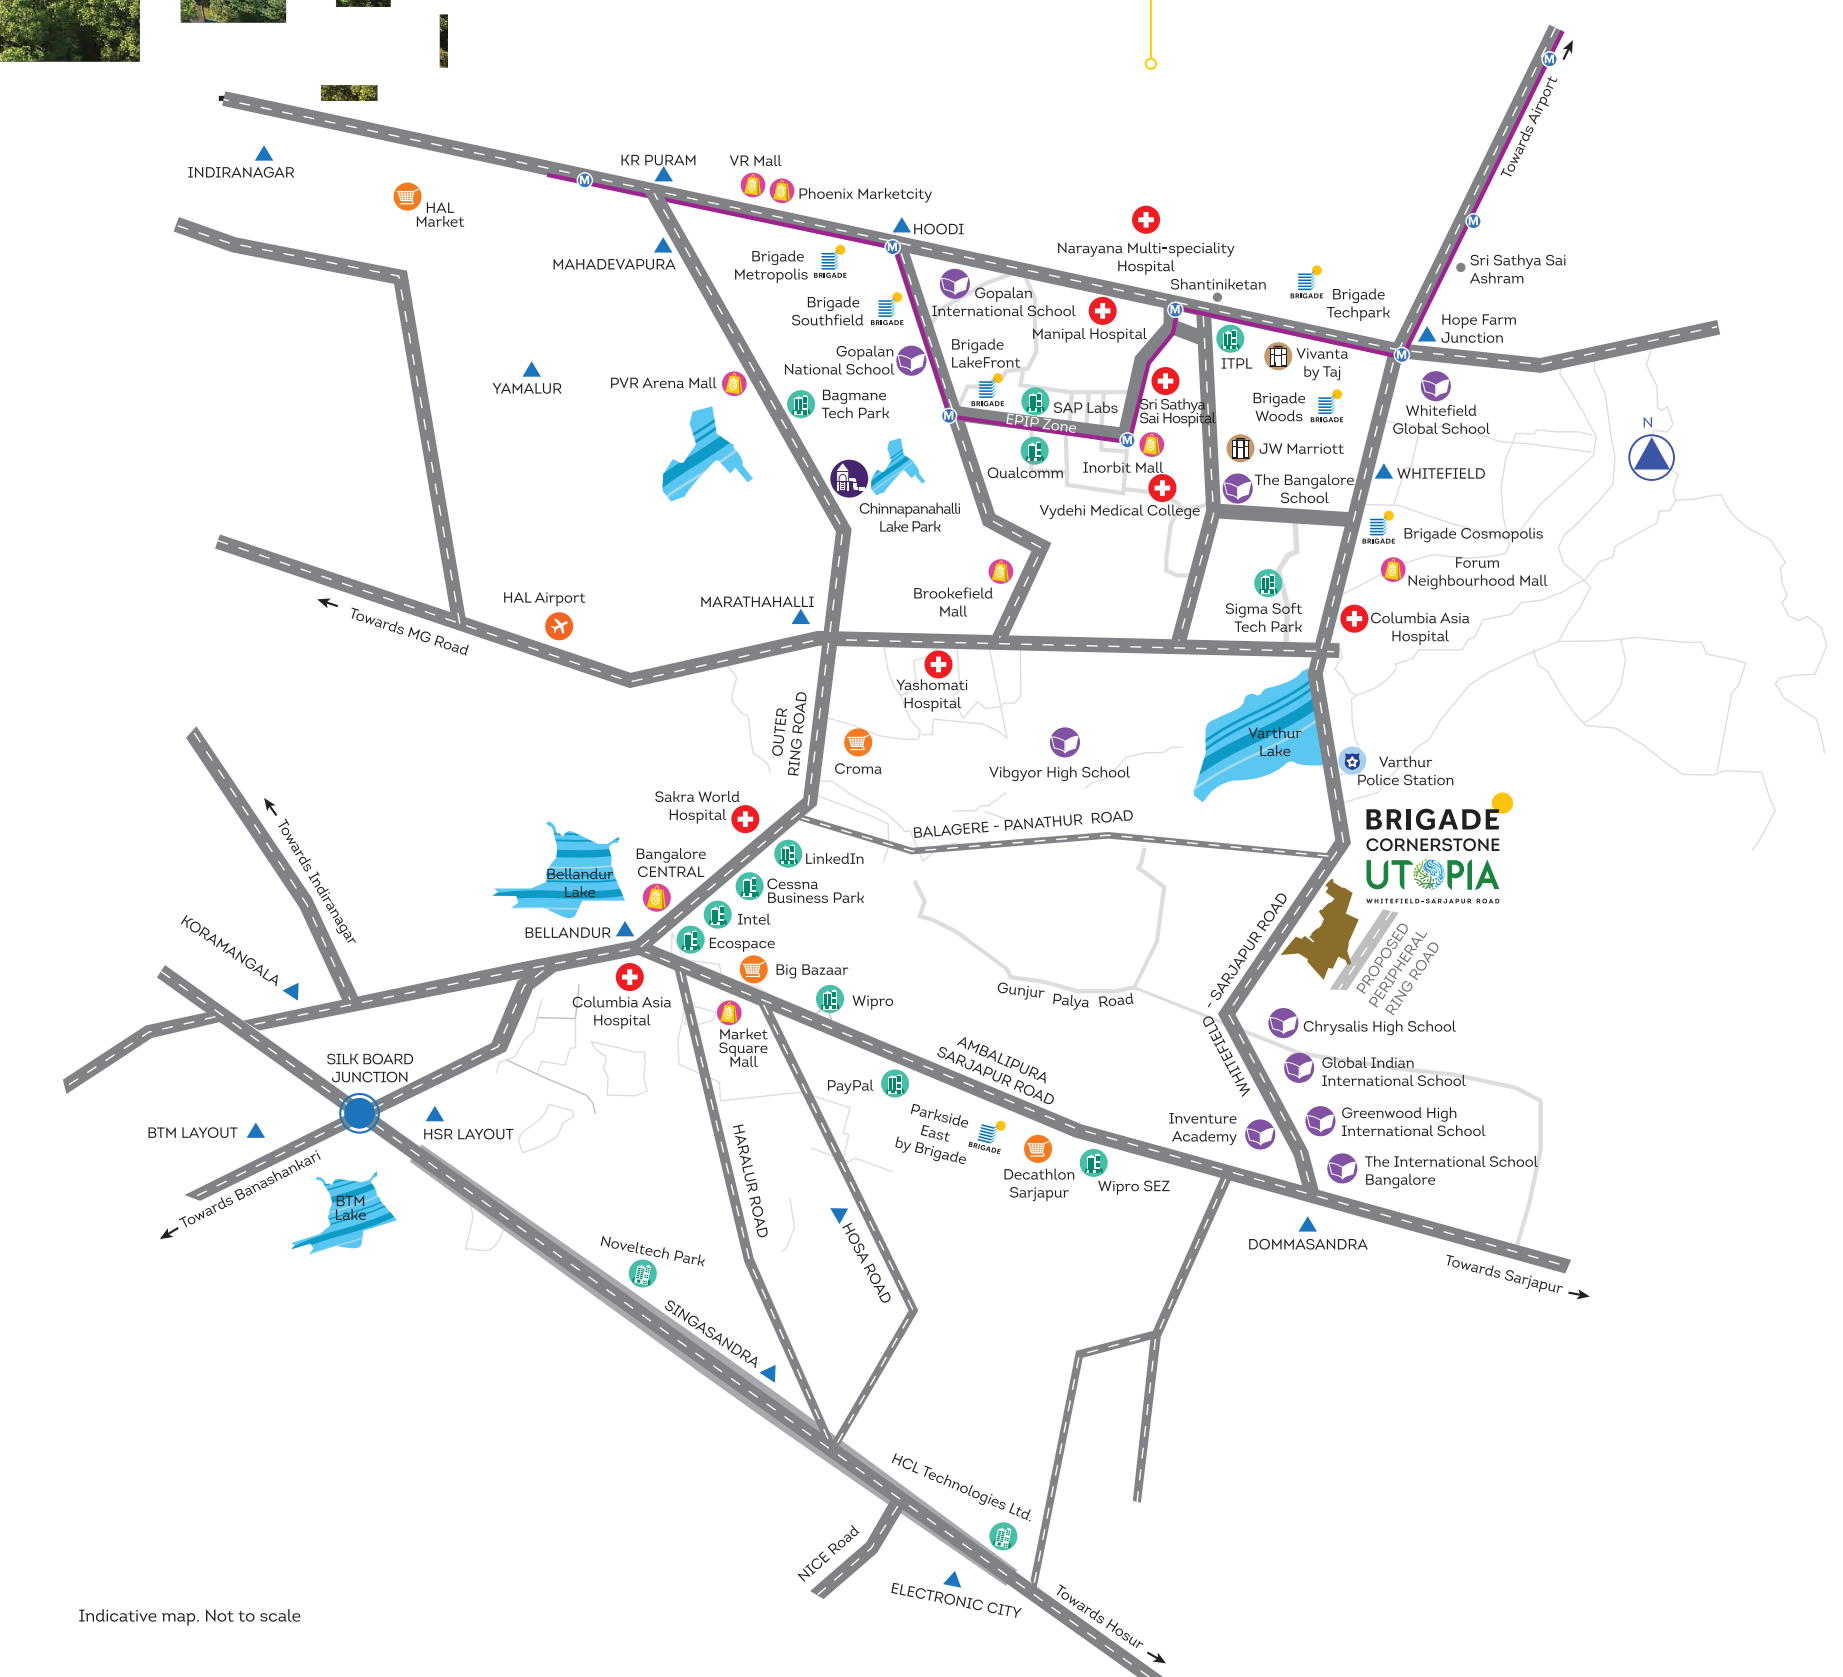 INDIRANAGAR
HAL
Market
KR PURAM
VR Mall
Phoenix Marketcity
MAHADEVAPURA
HOODI
Brigade
Metropolis
BRIGADE
Brigade
Southfield
BRIGADE
Gopalan
International School
Narayana Multi-speciality
Hospital
Shantiniketan
Manipal Hospital
BRIGADE
Brigade
Techpark
Towards Airport
Sri Sathya Sai
Ashram
Hope Farm
Junction
YAMALUR
PVR Arena Mall
Gopalan
National School
Bagmane
Tech Park
Brigade
LakeFront
BRIGADE
SAP Labs
EPIP Zone
Qualcomm
Sri Sathya
Sai Hospital
Inorbit Mall
Vydehi Medical College
ITPL
Vivanta
by Taj
Brigade
Woods
BRIGADE
JW Marriott
The Bangalore
School
Whitefield
Global School
WHITEFIELD
N
Chinnapanahalli
Lake Park
BRIGADE
Brigade Cosmopolis
Forum
Neighbourhood Mall
Columbia Asia
Hospital
Sigma Soft
Tech Park
Brookefield
Mall
MARATHAHALLI
HAL Airport
Towards MG Road
Yashomati
Hospital
OUTER
RING ROAD
Croma
Vibgyor High School
Varthur
Lake
Varthur
Police Station
BRIGADE
CORNERSTONE
UTOPIA
WHITEFIELD-SARJAPUR ROAD
BALAGERE - PANATHUR ROAD
Sakra World
Hospital
LinkedIn
Bangalore
CENTRAL
Cessna
Business Park
Intel
Ecospace
Bellandur
Lake
BELLANDUR
Towards Indiranagar
KORAMANGALA
Columbia Asia
Hospital
Big Bazaar
Wipro
Market
Square
Mall
Gunjur Palya Road
WHITEFIELD - SARJAPUR ROAD
PROPOSED
PERIPHERAL
RING ROAD
Chrysalis High School
Global Indian
International School
Greenwood High
International School
The International School
Bangalore
Inventure
Academy
AMBALIPURA
SARJAPUR ROAD
PayPal
Parkside
East
by Brigade
BRIGADE
Decathlon
Sarjapur
Wipro SEZ
DOMMASANDRA
Towards Sarjapur
SILK BOARD
JUNCTION
BTM LAYOUT
HSR LAYOUT
Towards Banashankari
BTM
Lake
HARALUR ROAD
HOSA ROAD
Noveltech Park
SINGASANDRA
HCL Technologies Ltd.
NICE Road
ELECTRONIC CITY
Towards Hosur
Indicative map. Not to scale
M
M
M
M
M
M
M
M